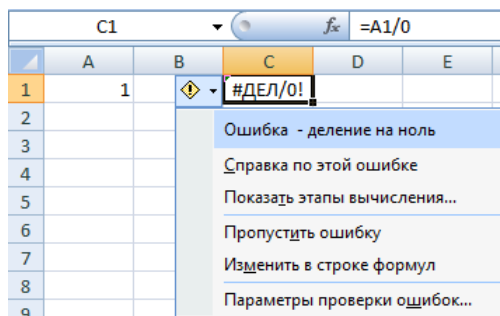 C1 fx =A1/0
A B C D E
1 1 #ДЕЛ/0!
2 Ошибка - деление на ноль
3
4 Справка по этой ошибке
5 Показать этапы вычисления...
6 Пропустить ошибку
7 Изменить в строке формул
8
9 Параметры проверки ошибок...